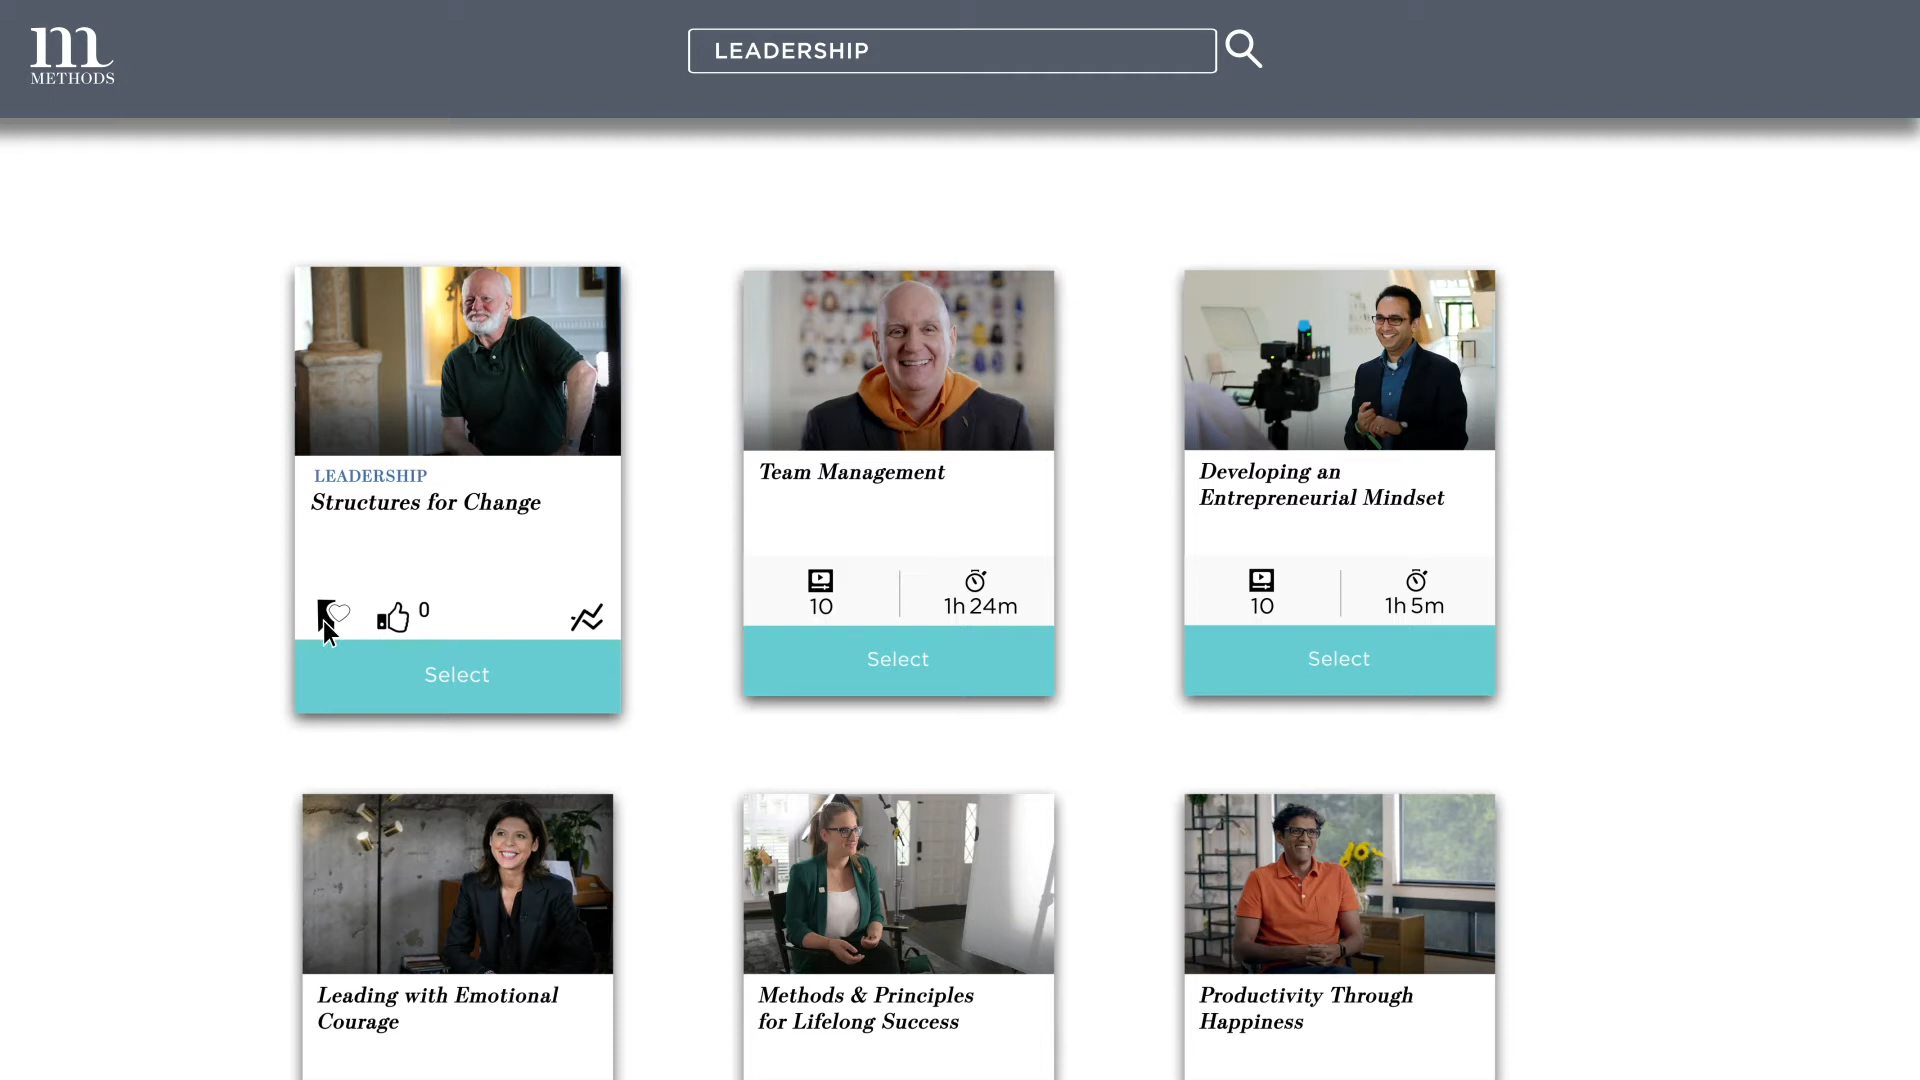 m
METHODS
LEADERSHIP
LEADERSHIP
Structures for Change
0
Select
Team Management
10
1h 24m
Select
Developing an
Entrepreneurial Mindset
10
1h 5m
Select
Leading with Emotional
Courage
Methods & Principles
for Lifelong Success
Productivity Through
Happiness